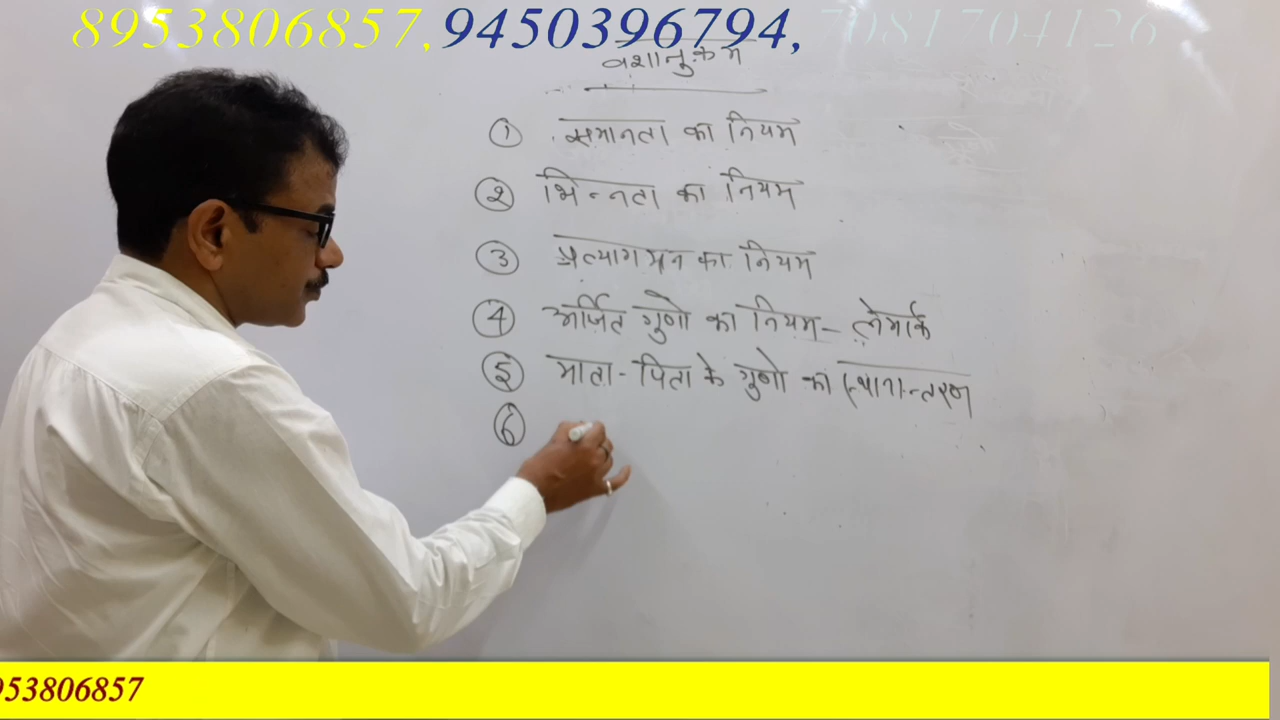 8953806857, 9450396794, 7081704126
वशानुक्रम
① समानता का नियम
② भिन्नता का नियम
③ प्रत्यागमन का नियम
④ अर्जित गुणो का नियम - लेमार्क
⑤ माता - पिता के गुणो का स्थानान्तरण
⑥
953806857